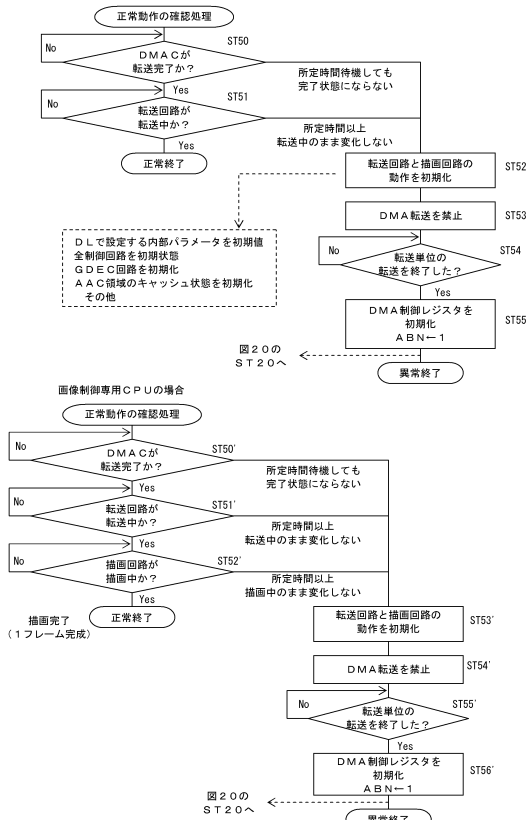 正常動作の確認処理
No
DMACが
転送完了か?
ST50
所定時間待機しても
完了状態にならない
Yes
No
転送回路が
転送中か?
ST51
所定時間以上
転送中のまま変化しない
Yes
正常終了
転送回路と描画回路の
動作を初期化
ST52
DMA転送を禁止
ST53
DLで設定する内部パラメータを初期値
全制御回路を初期状態
GDEC回路を初期化
AAC領域のキャッシュ状態を初期化
その他
No
転送単位の
転送を終了した?
ST54
Yes
DMA制御レジスタを
初期化
ABN←1
ST55
図20の
ST20へ
異常終了
画像制御専用CPUの場合
正常動作の確認処理
No
DMACが
転送完了か?
ST50'
所定時間待機しても
完了状態にならない
Yes
No
転送回路が
転送中か?
ST51'
所定時間以上
転送中のまま変化しない
Yes
No
描画回路が
描画中か?
ST52'
所定時間以上
描画中のまま変化しない
Yes
描画完了
(1フレーム完成)
正常終了
転送回路と描画回路の
動作を初期化
ST53'
DMA転送を禁止
ST54'
No
転送単位の
転送を終了した?
ST55'
Yes
DMA制御レジスタを
初期化
ABN←1
ST56'
図20の
ST20へ
異常終了